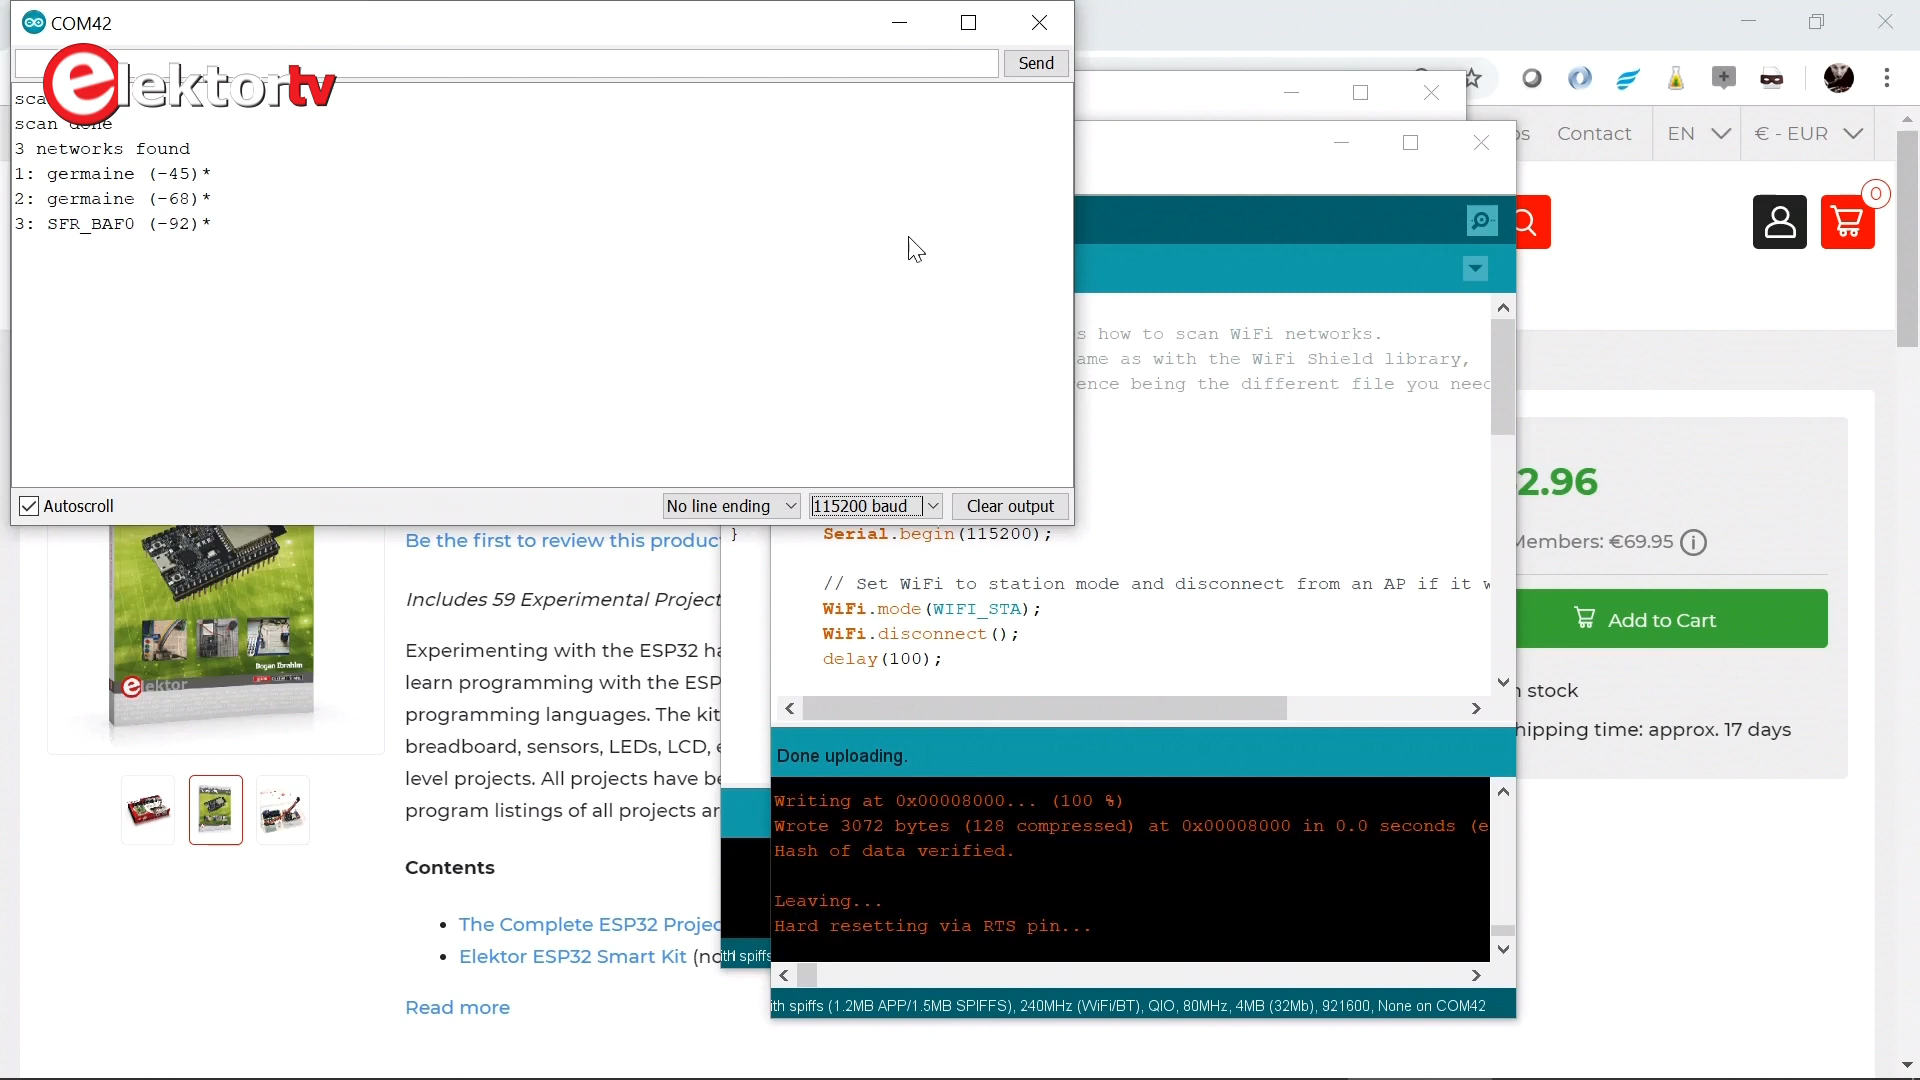 COM42
Send
elektortv
scan done
3 networks found
1: germaine (-45)*
2: germaine (-68)*
3: SFR_BAF0 (-92)*
Autoscroll
No line ending
115200 baud
Clear output
Contact
EN
€ - EUR
0
s how to scan WiFi networks.
ame as with the WiFi Shield library,
ence being the different file you need
}
Serial.begin(115200);
// Set WiFi to station mode and disconnect from an AP if it w
WiFi.mode(WIFI_STA);
WiFi.disconnect();
delay(100);
Done uploading.
Writing at 0x00008000... (100 %)
Wrote 3072 bytes (128 compressed) at 0x00008000 in 0.0 seconds (e
Hash of data verified.
Leaving...
Hard resetting via RTS pin...
ith spiffs
ith spiffs (1.2MB APP/1.5MB SPIFFS), 240MHz (WiFi/BT), QIO, 80MHz, 4MB (32Mb), 921600, None on COM42
Dogan Ibrahim
elektor
Be the first to review this produc
Includes 59 Experimental Project
Experimenting with the ESP32 ha
learn programming with the ESP
programming languages. The kit
breadboard, sensors, LEDs, LCD, e
level projects. All projects have be
program listings of all projects ar
Contents
• The Complete ESP32 Projec
• Elektor ESP32 Smart Kit (no
Read more
2.96
Members: €69.95
Add to Cart
n stock
hipping time: approx. 17 days